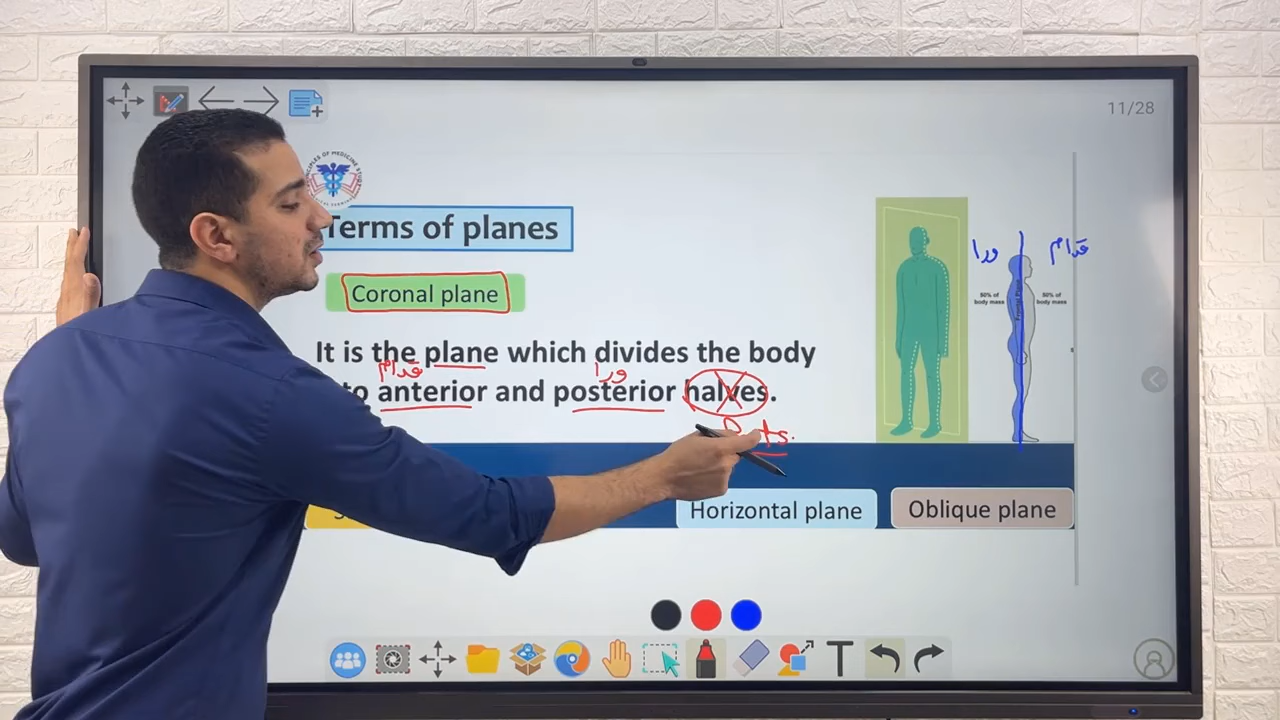 11/28
Terms of planes
Coronal plane
It is the plane which divides the body
قدام
ورا
to anterior and posterior halves.
ts.
ورا
قدام
50% of
body mass
50% of
body mass
Horizontal plane
Oblique plane
T